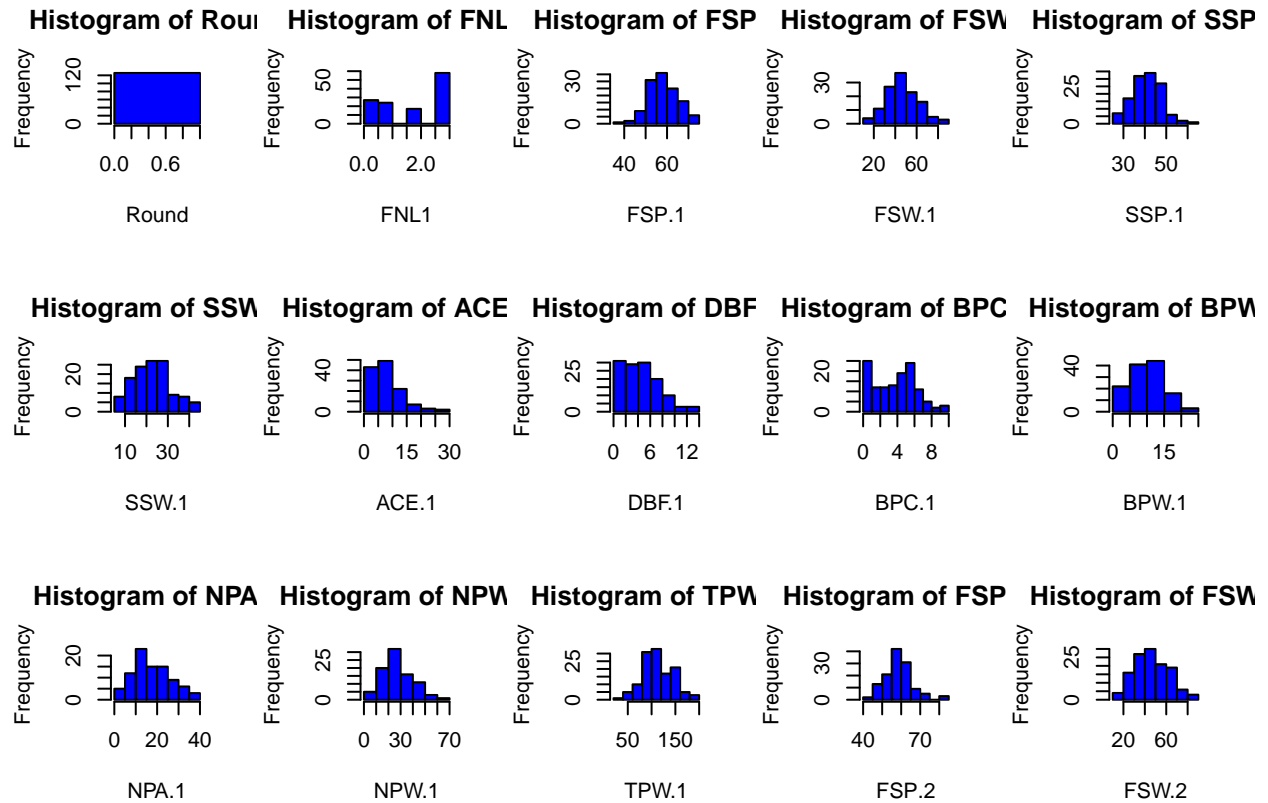 Histogram of Roun
Frequency
0 120
0.0 0.6
Round
Histogram of FNL
Frequency
0 50
0.0 2.0
FNL1
Histogram of FSP
Frequency
0 30
40 60
FSP.1
Histogram of FSW
Frequency
0 30
20 60
FSW.1
Histogram of SSP
Frequency
0 25
30 50
SSP.1
Histogram of SSW
Frequency
0 20
10 30
SSW.1
Histogram of ACE
Frequency
0 40
0 15 30
ACE.1
Histogram of DBF
Frequency
0 25
0 6 12
DBF.1
Histogram of BPC
Frequency
0 20
0 4 8
BPC.1
Histogram of BPW
Frequency
0 40
0 15
BPW.1
Histogram of NPA
Frequency
0 20
0 20 40
NPA.1
Histogram of NPW
Frequency
0 25
0 30 70
NPW.1
Histogram of TPW
Frequency
0 25
50 150
TPW.1
Histogram of FSP
Frequency
0 30
40 70
FSP.2
Histogram of FSW
Frequency
0 25
20 60
FSW.2